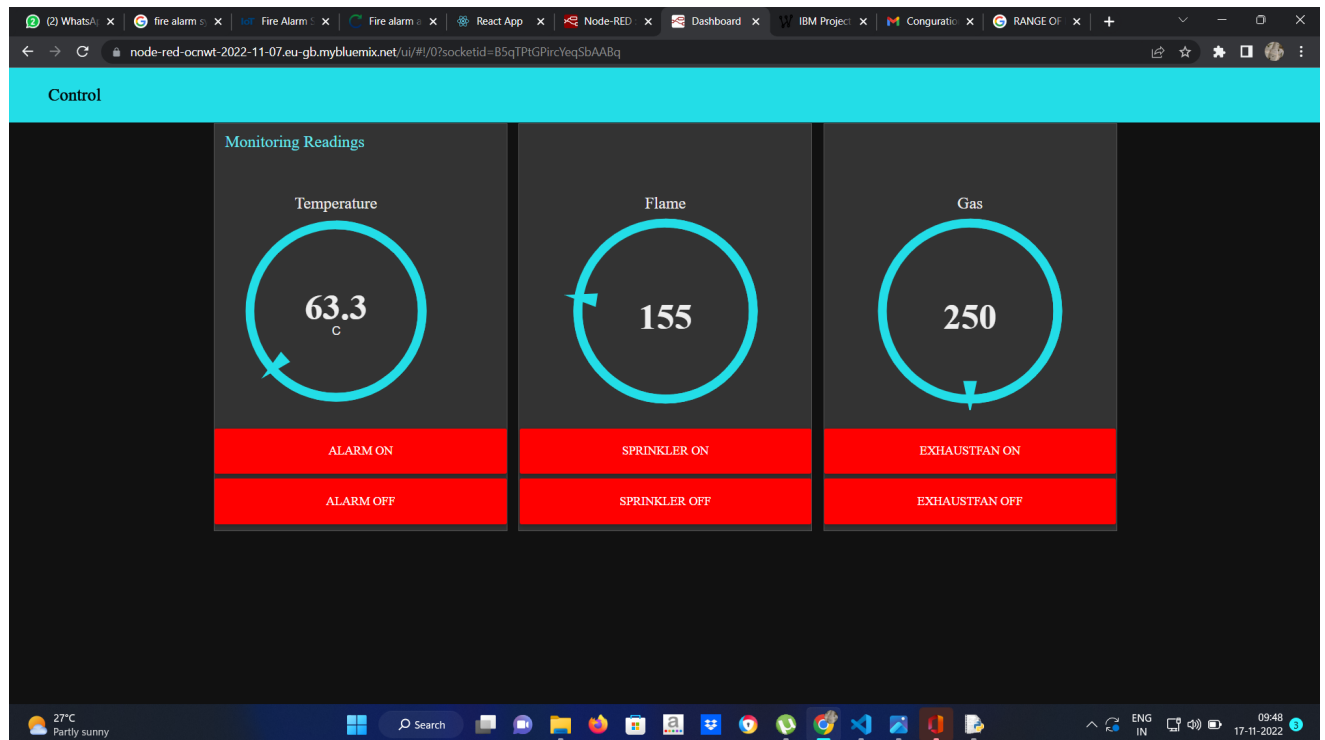 (2) WhatsA
fire alarm s
IoT Fire Alarm S
Fire alarm a
React App
Node-RED :
Dashboard
IBM Project
Conguratio
RANGE OF
node-red-ocnwt-2022-11-07.eu-gb.mybluemix.net/ui/#!/0?socketid=B5qTPtGPircYeqSbAABq
Control
Monitoring Readings
Temperature
63.3
C
ALARM ON
ALARM OFF
Flame
155
SPRINKLER ON
SPRINKLER OFF
Gas
250
EXHAUSTFAN ON
EXHAUSTFAN OFF
27°C
Partly sunny
Search
ENG
IN
09:48
17-11-2022
3